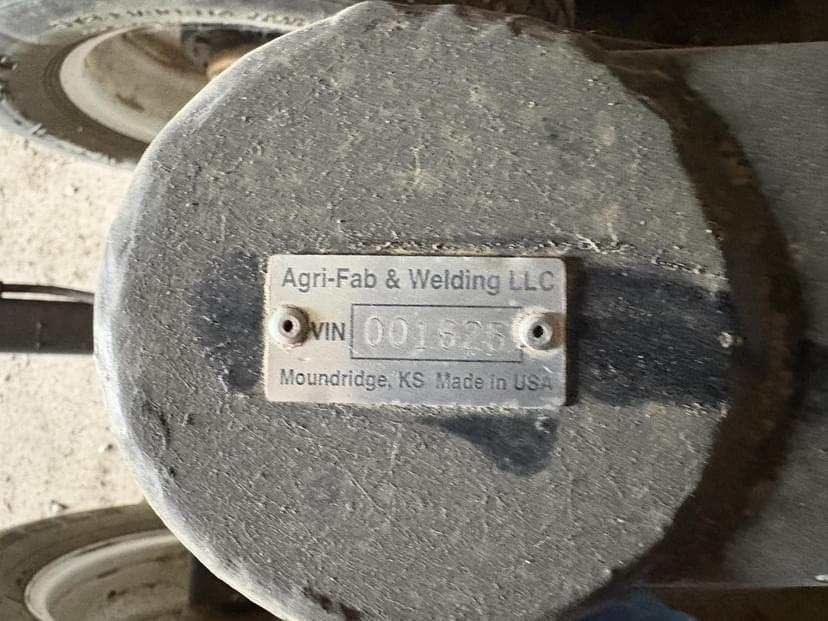 Agri-Fab & Welding LLC
VIN 001625
Moundridge, KS Made in USA